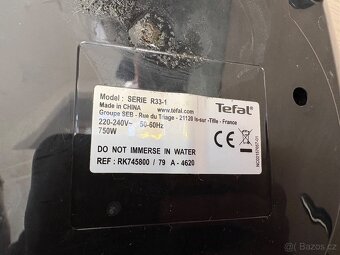 Model : SERIE R33-1
Made in CHINA
www.tefal.com
Tefal
Groupe SEB - Rue du Triage - 21120 Is-sur -Tille - France
220-240V~ 50-60Hz
750W
CE
DO NOT IMMERSE IN WATER
REF : RK745800 / 79 A - 4620
bazos.cz